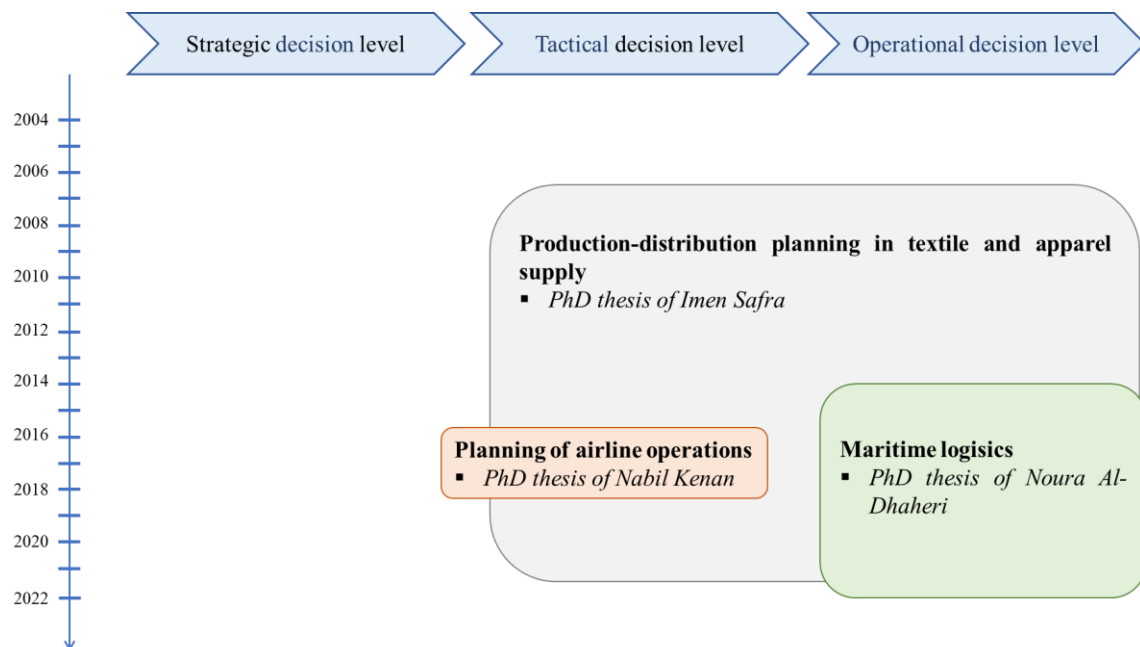 Strategic decision level
Tactical decision level
Operational decision level
2004
2006
2008
2010
2012
2014
2016
2018
2020
2022
Production-distribution planning in textile and apparel
supply
▪ PhD thesis of Imen Safra
Planning of airline operations
▪ PhD thesis of Nabil Kenan
Maritime logisics
▪ PhD thesis of Noura Al-
Dhaheri